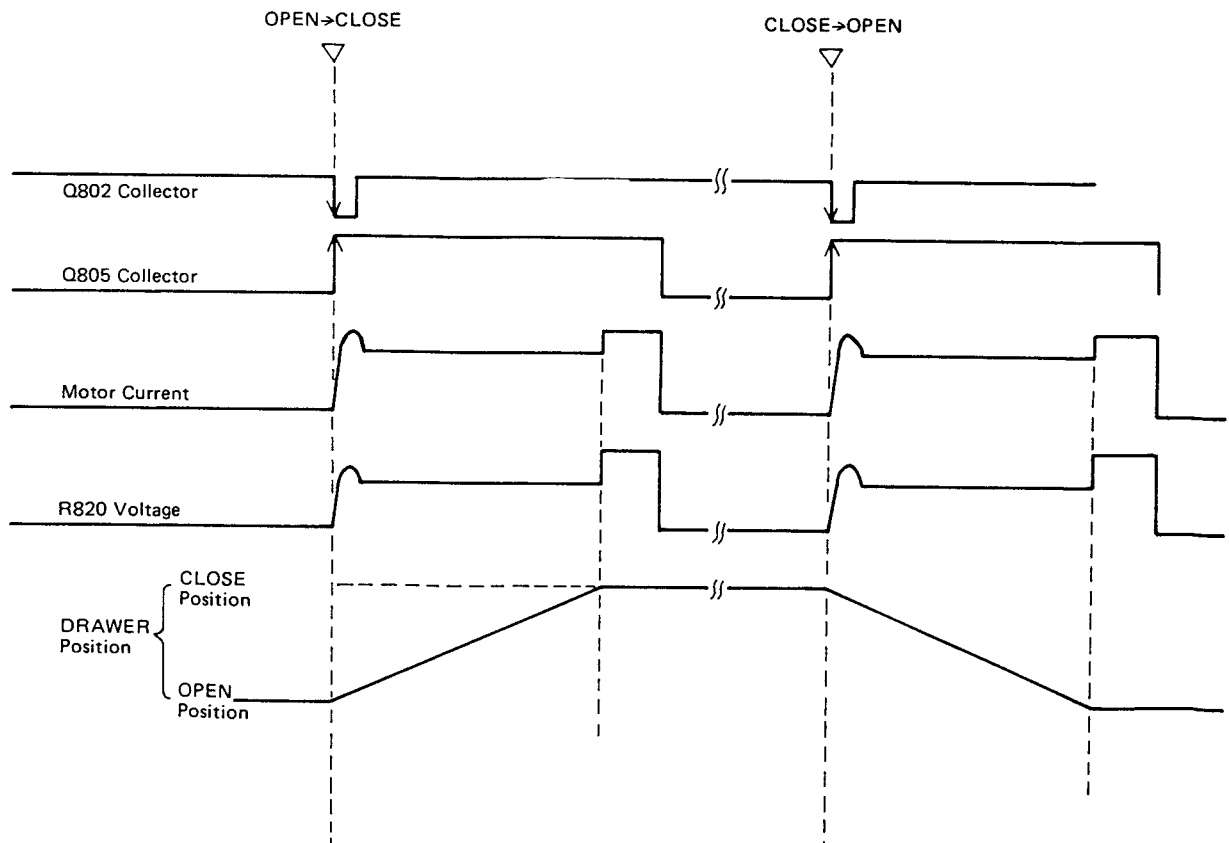 OPEN→CLOSE
CLOSE→OPEN
Q802 Collector
Q805 Collector
Motor Current
R820 Voltage
CLOSE
Position
DRAWER
Position
OPEN
Position